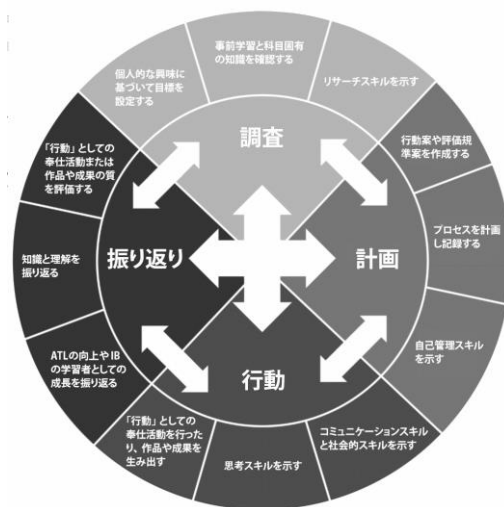 個人的な興味に
基づいて目標を
設定する
事前学習と科目固有
の知識を確認する
リサーチスキルを示す
調査
行動案や評価規
準案を作成する
プロセスを計画
し記録する
自己管理スキル
を示す
計画
コミュニケーションスキル
と社会的スキルを示す
思考スキルを示す
「行動」としての
奉仕活動を行った
り、作品や成果を
生み出す
行動
ATLの向上やIB
の学習者としての
成長を振り返る
知識と理解を
振り返る
「行動」としての
奉仕活動または
作品や成果の質
を評価する
振り返り